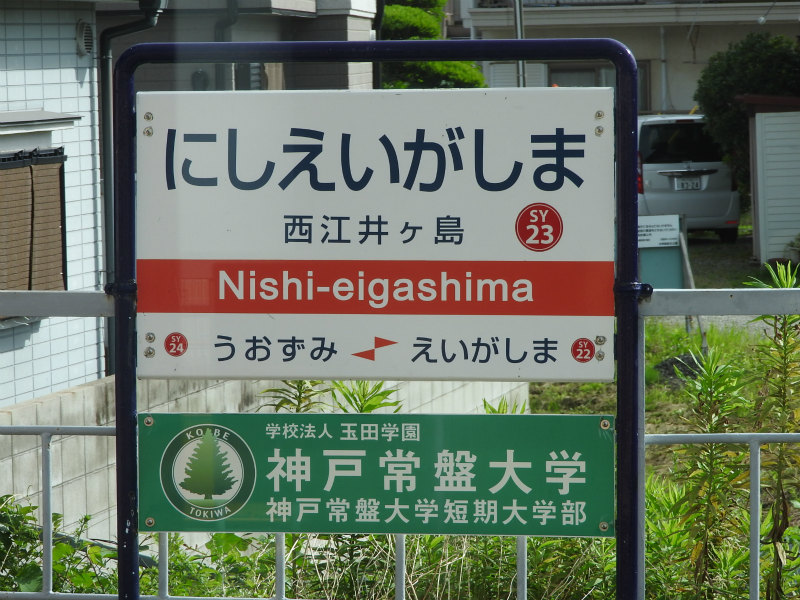 にしえいがしま
西江井ヶ島
SY
23
Nishi-eigashima
SY
24
うおずみ
えいがしま
SY
22
KOBE
TOKIWA
学校法人 玉田学園
神戸常盤大学
神戸常盤大学短期大学部